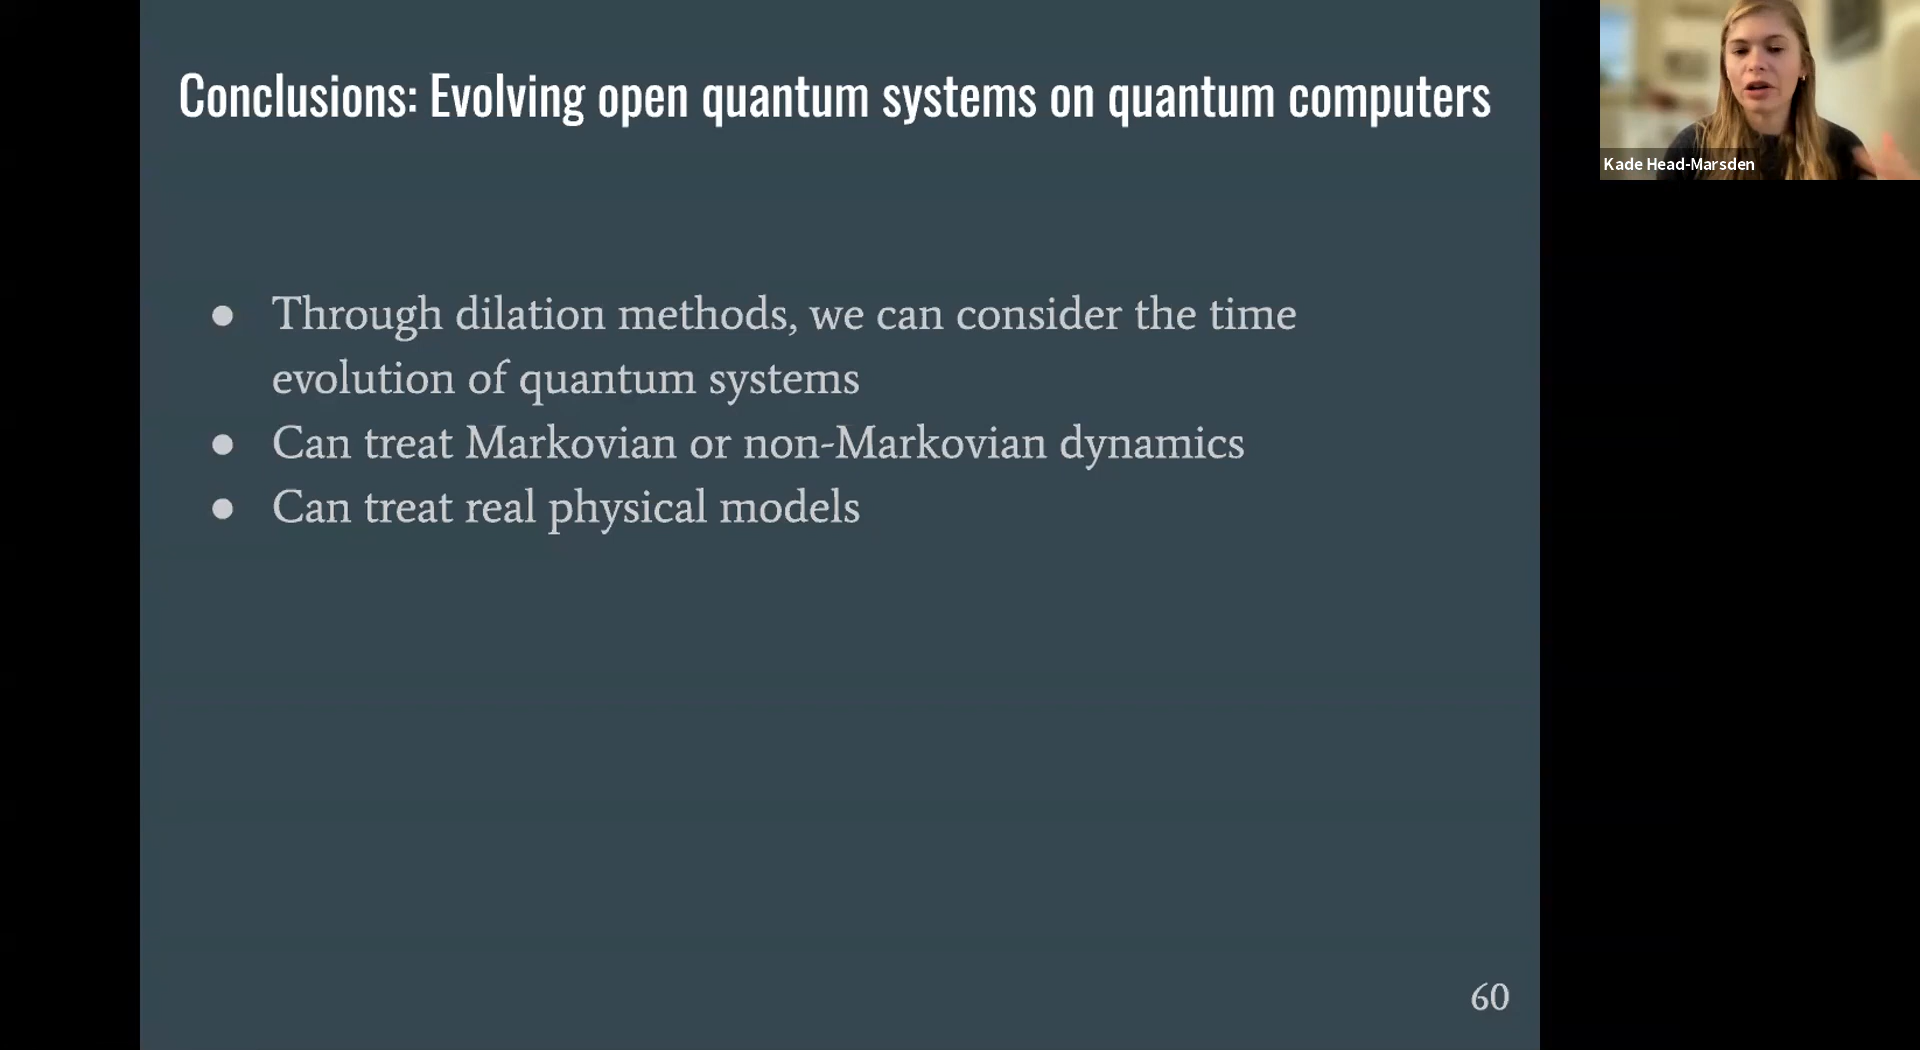 Conclusions: Evolving open quantum systems on quantum computers
Kade Head-Marsden
● Through dilation methods, we can consider the time
evolution of quantum systems
● Can treat Markovian or non-Markovian dynamics
● Can treat real physical models
60